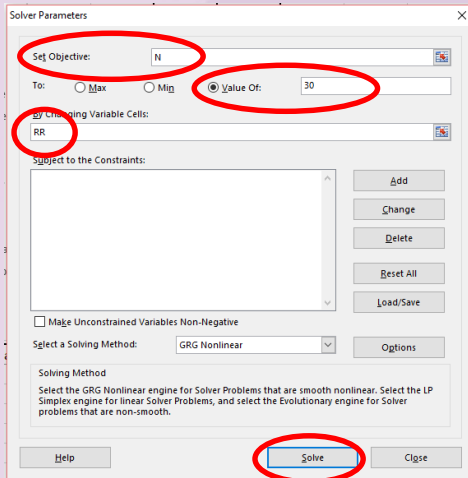 Solver Parameters
Set Objective: N
To: Max Min Value Of: 30
By Changing Variable Cells:
RR
Subject to the Constraints:
Add
Change
Delete
Reset All
Load/Save
Make Unconstrained Variables Non-Negative
Select a Solving Method: GRG Nonlinear Options
Solving Method
Select the GRG Nonlinear engine for Solver Problems that are smooth nonlinear. Select the LP
Simplex engine for linear Solver Problems, and select the Evolutionary engine for Solver
problems that are non-smooth.
Help Solve Close